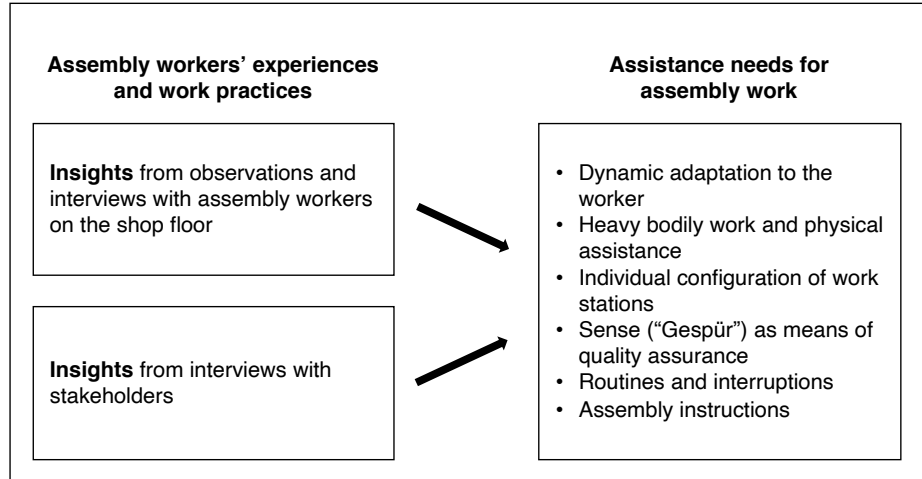 Assembly workers’ experiences
and work practices
Insights from observations and
interviews with assembly workers
on the shop floor
Insights from interviews with
stakeholders
Assistance needs for
assembly work
• Dynamic adaptation to the
worker
• Heavy bodily work and physical
assistance
• Individual configuration of work
stations
• Sense (“Gespür”) as means of
quality assurance
• Routines and interruptions
• Assembly instructions